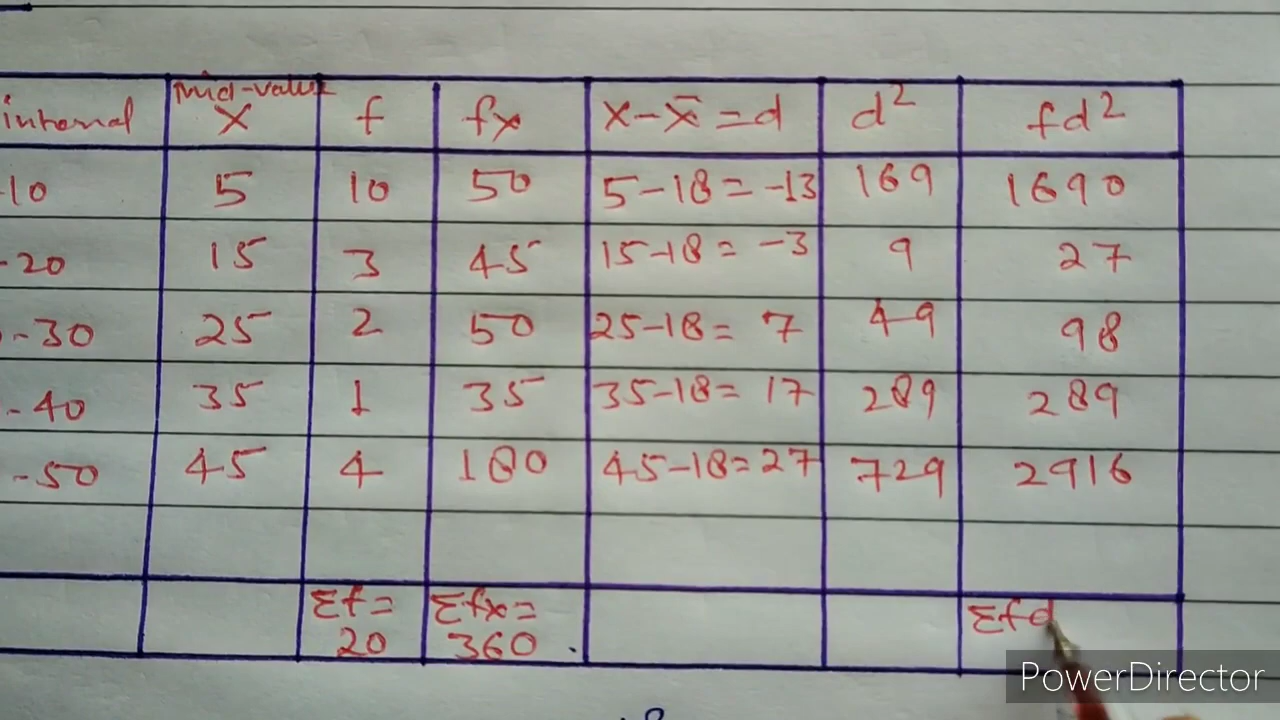 mid-value
interval X f fx x-x̄=d d² fd²
-10 5 10 50 5-18=-13 169 1690
-20 15 3 45 15-18=-3 9 27
-30 25 2 50 25-18=7 49 98
-40 35 1 35 35-18=17 289 289
-50 45 4 180 45-18=27 729 2916
Σf= Σfx= Σfd
20 360
PowerDirector